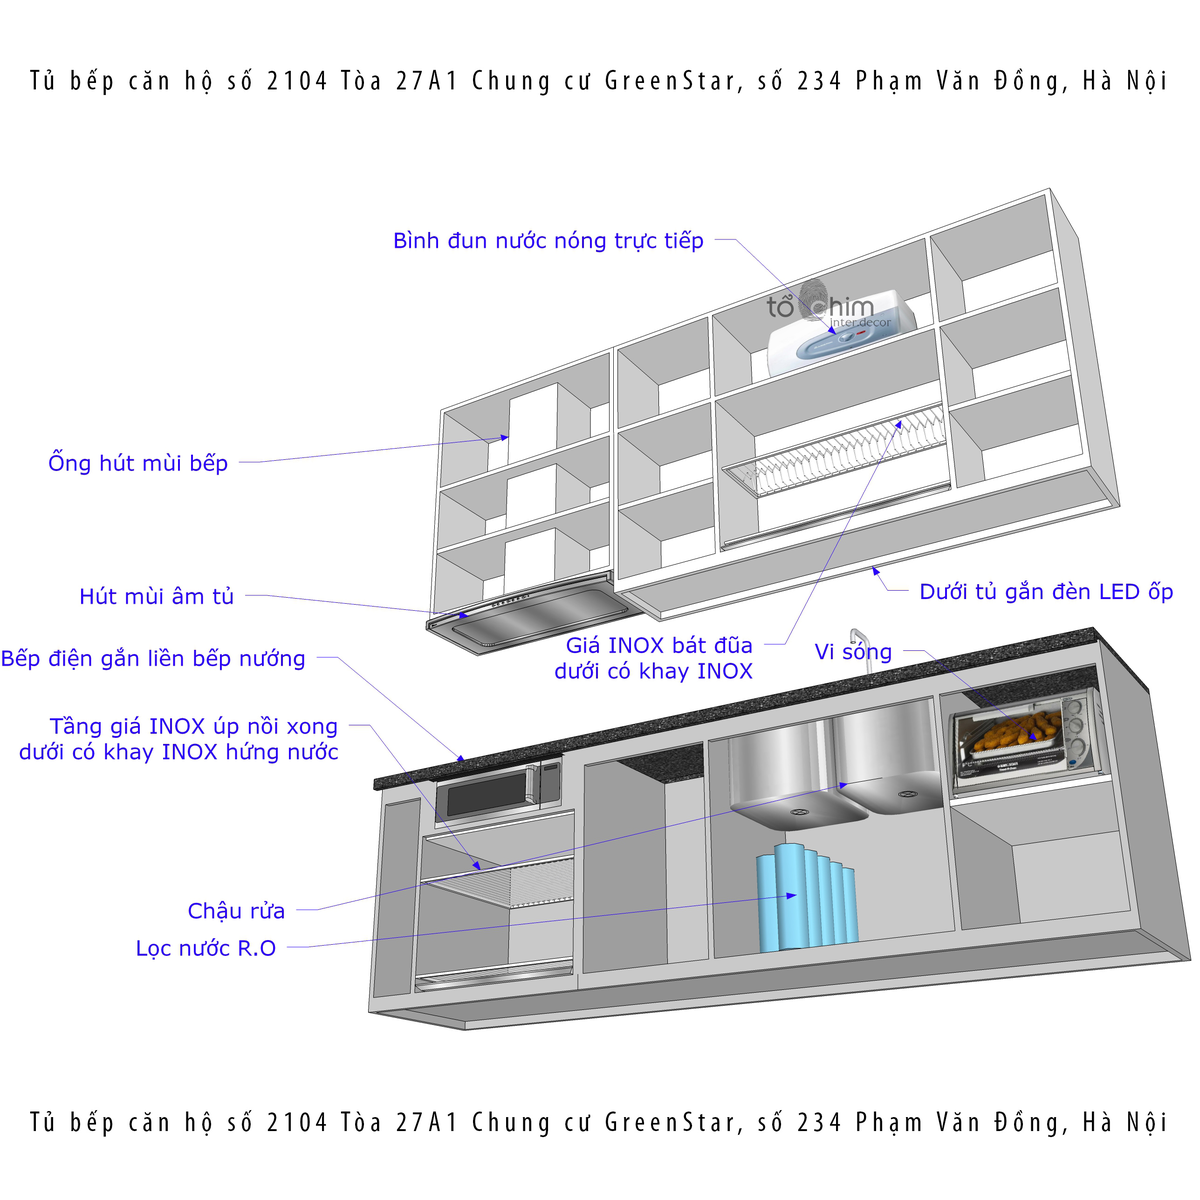 Tủ bếp căn hộ số 2104 Tòa 27A1 Chung cư GreenStar, số 234 Phạm Văn Đồng, Hà Nội
Bình đun nước nóng trực tiếp
tổ chim
inter.decor
Ống hút mùi bếp
Hút mùi âm tủ
Dưới tủ gắn đèn LED ốp
Giá INOX bát đũa
dưới có khay INOX
Vi sóng
Bếp điện gắn liền bếp nướng
Tầng giá INOX úp nồi xong
dưới có khay INOX hứng nước
Chậu rửa
Lọc nước R.O
Tủ bếp căn hộ số 2104 Tòa 27A1 Chung cư GreenStar, số 234 Phạm Văn Đồng, Hà Nội